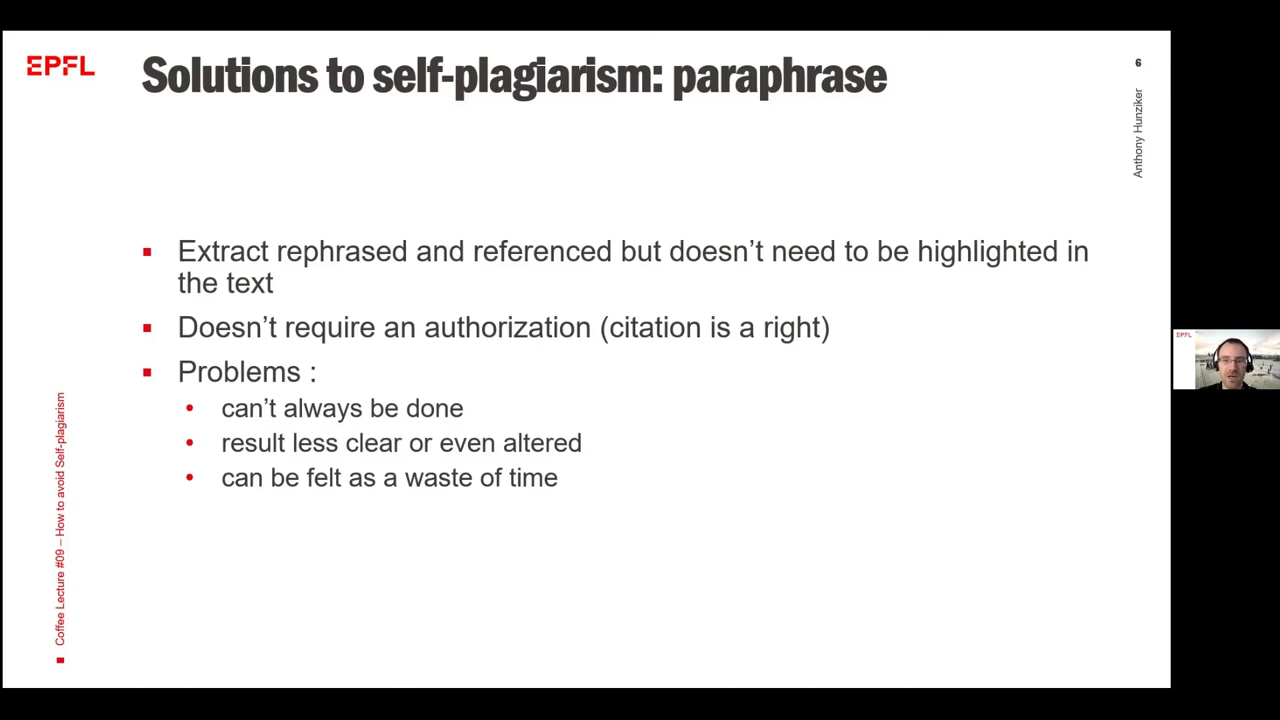 EPFL
Solutions to self-plagiarism: paraphrase
6
Anthony Hunziker
▪ Extract rephrased and referenced but doesn’t need to be highlighted in
the text
▪ Doesn’t require an authorization (citation is a right)
▪ Problems :
• can’t always be done
• result less clear or even altered
• can be felt as a waste of time
Coffee Lecture #09 – How to avoid Self-plagiarism
EPFL